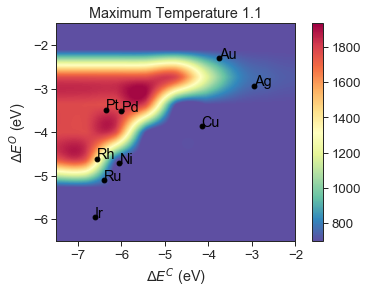 Maximum Temperature 1.1
−2
−3
−4
−5
−6
ΔE^O (eV)
Au
Ag
Pt
Pd
Cu
Rh
Ni
Ru
Ir
−7
−6
−5
−4
−3
−2
ΔE^C (eV)
1800
1600
1400
1200
1000
800